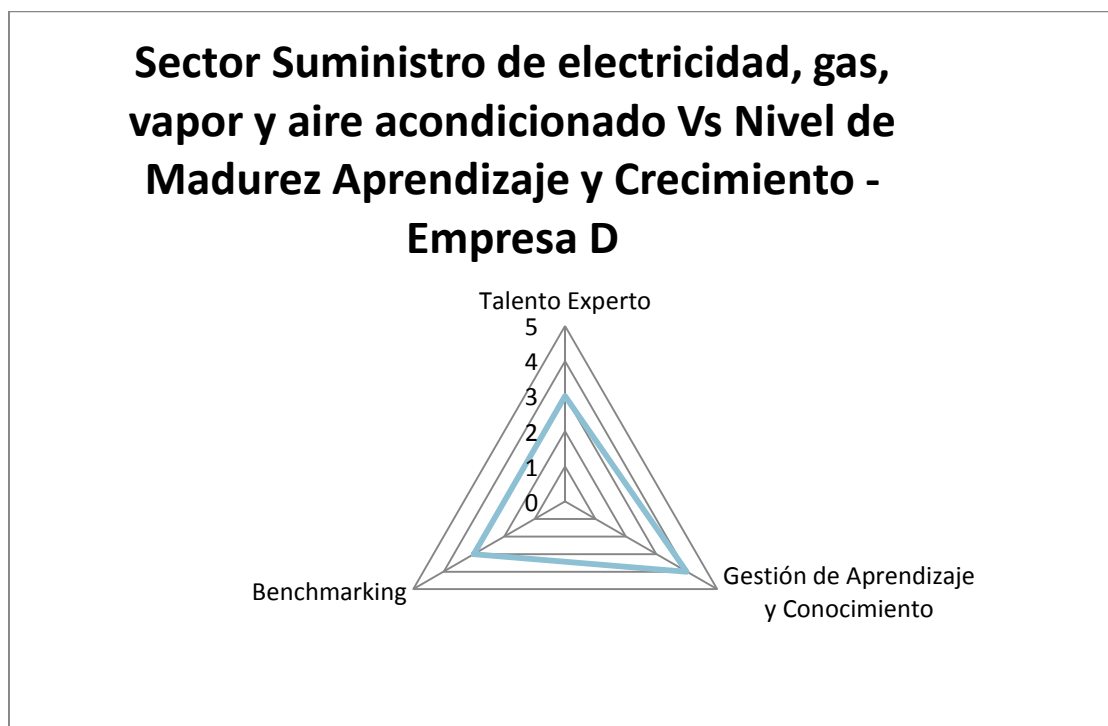 Sector Suministro de electricidad, gas,
vapor y aire acondicionado Vs Nivel de
Madurez Aprendizaje y Crecimiento -
Empresa D
Talento Experto
5
4
3
2
1
0
Benchmarking
Gestión de Aprendizaje
y Conocimiento